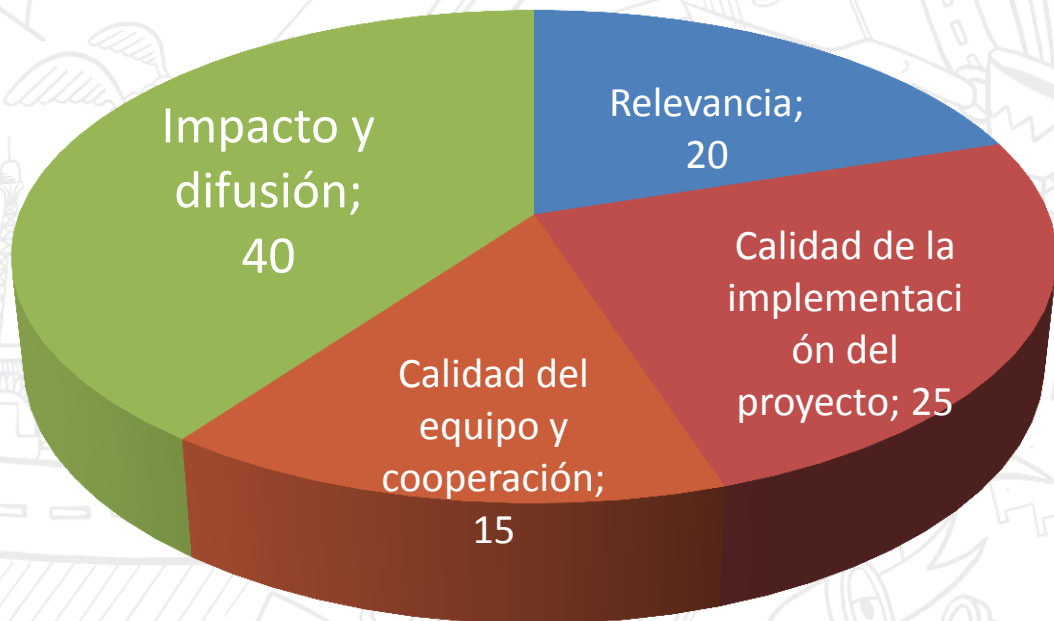 Relevancia;
20
Calidad de la
implementaci
ón del
proyecto; 25
Calidad del
equipo y
cooperación;
15
Impacto y
difusión;
40